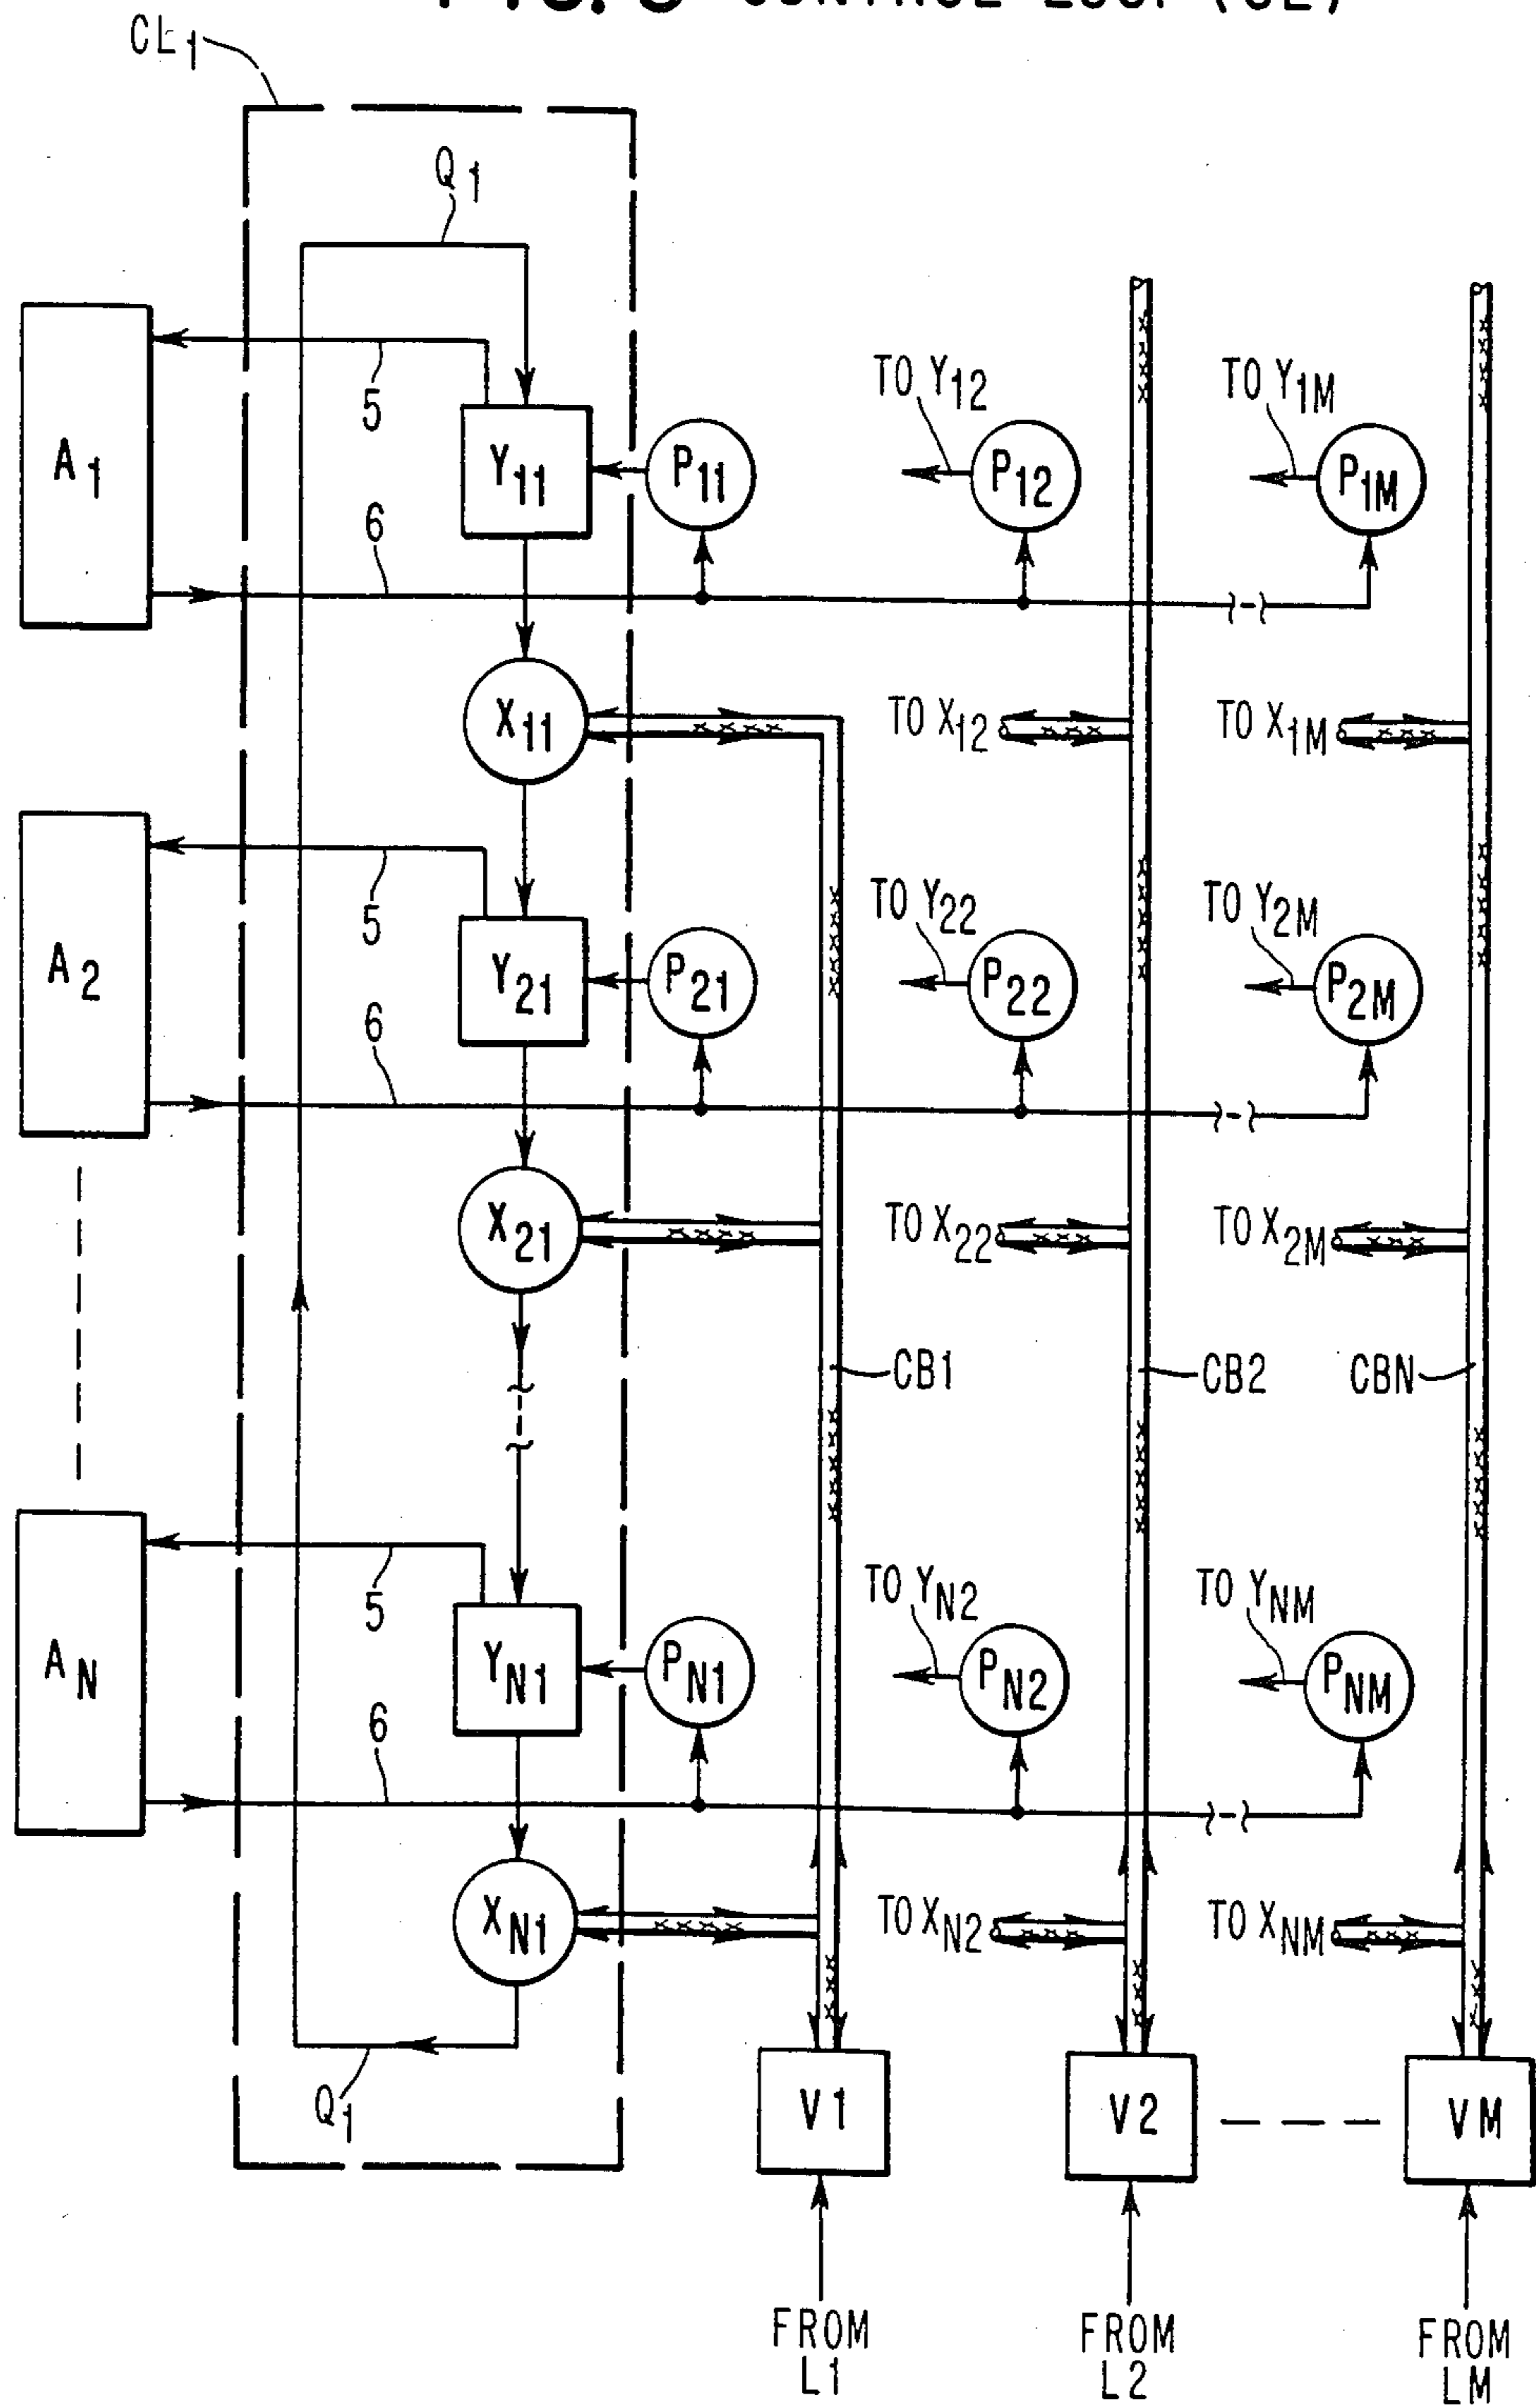 CONTROL LOOP (CL)
CL1
Q1
A1
5
Y11
P11
TO Y12
P12
TO Y1M
P1M
6
X11
TO X12
TO X1M
A2
5
Y21
P21
TO Y22
P22
TO Y2M
P2M
6
X21
TO X22
TO X2M
CB1
CB2
CBN
AN
5
YN1
PN1
TO YN2
PN2
TO YNM
PNM
6
XN1
TO XN2
TO XNM
Q1
V1
V2
VM
FROM
L1
FROM
L2
FROM
LM